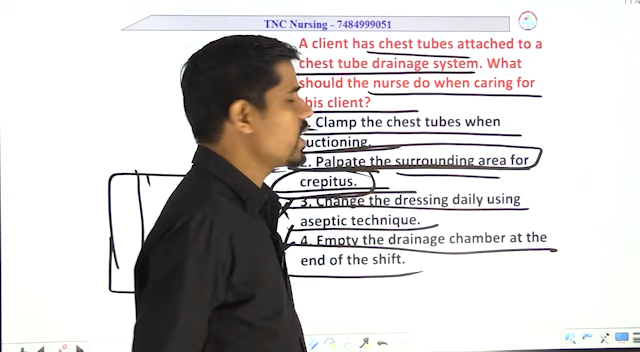 TNC Nursing - 7484999051
A client has chest tubes attached to a
chest tube drainage system. What
should the nurse do when caring for
this client?
Clamp the chest tubes when
suctioning.
2. Palpate the surrounding area for
crepitus.
3. Change the dressing daily using
aseptic technique.
4. Empty the drainage chamber at the
end of the shift.